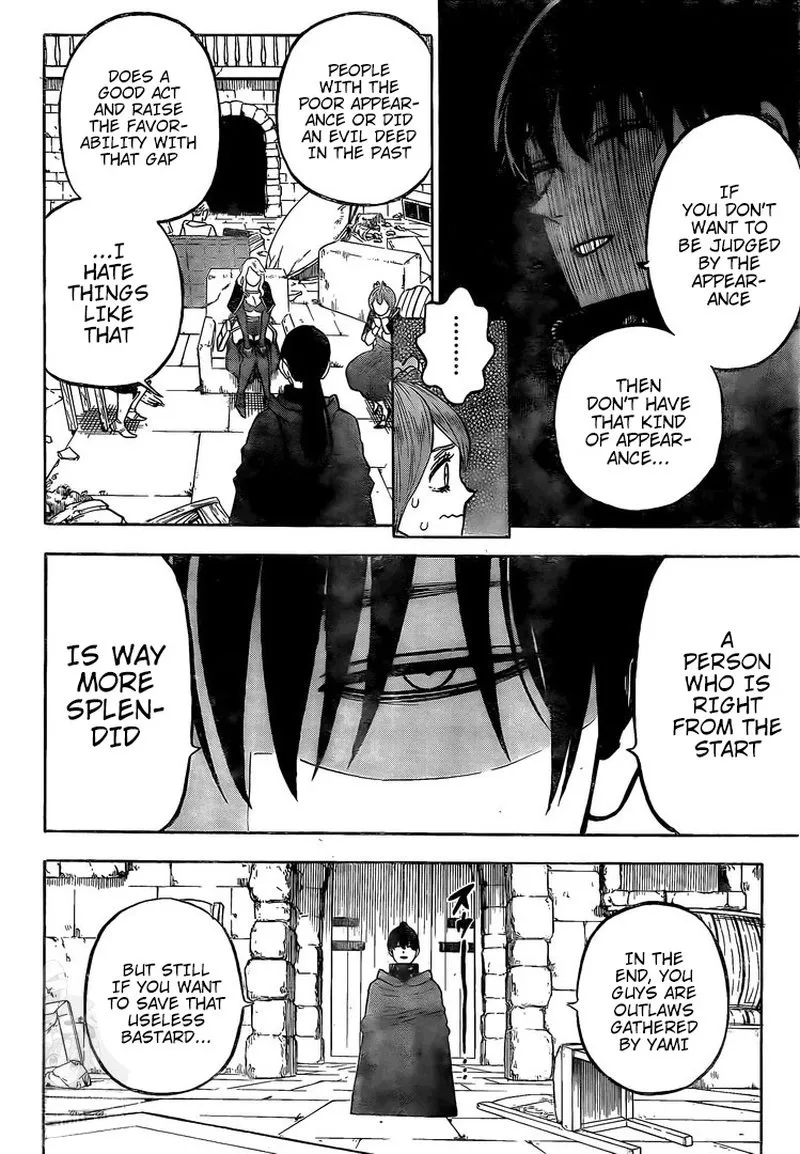 IF
YOU DON'T
WANT TO
BE JUDGED
BY THE
APPEAR-
ANCE
THEN
DON'T HAVE
THAT KIND
OF APPEAR-
ANCE...
.........
PEOPLE
WITH THE
POOR APPEAR-
ANCE OR DID
AN EVIL DEED
IN THE PAST
DOES A
GOOD ACT
AND RAISE
THE FAVOR-
ABILITY WITH
THAT GAP
...I
HATE
THINGS
LIKE
THAT
A
PERSON
WHO IS
RIGHT
FROM THE
START
IS WAY
MORE
SPLEN-
DID
IN THE
END, YOU
GUYS ARE
OUTLAWS
GATHERED
BY YAMI
スゥ…
BUT STILL
IF YOU WANT
TO SAVE THAT
USELESS
BASTARD...